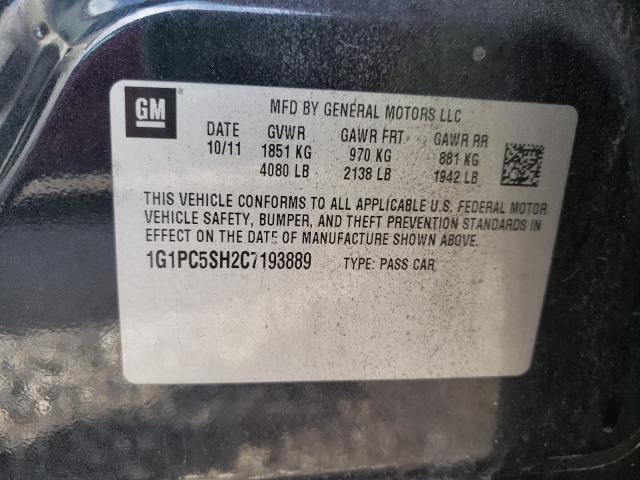 GM
MFD BY GENERAL MOTORS LLC
DATE GVWR GAWR FRT GAWR RR
10/11 1851 KG 970 KG 881 KG
4080 LB 2138 LB 1942 LB
THIS VEHICLE CONFORMS TO ALL APPLICABLE U.S. FEDERAL MOTOR
VEHICLE SAFETY, BUMPER, AND THEFT PREVENTION STANDARDS IN
EFFECT ON THE DATE OF MANUFACTURE SHOWN ABOVE.
1G1PC5SH2C7193889 TYPE: PASS CAR